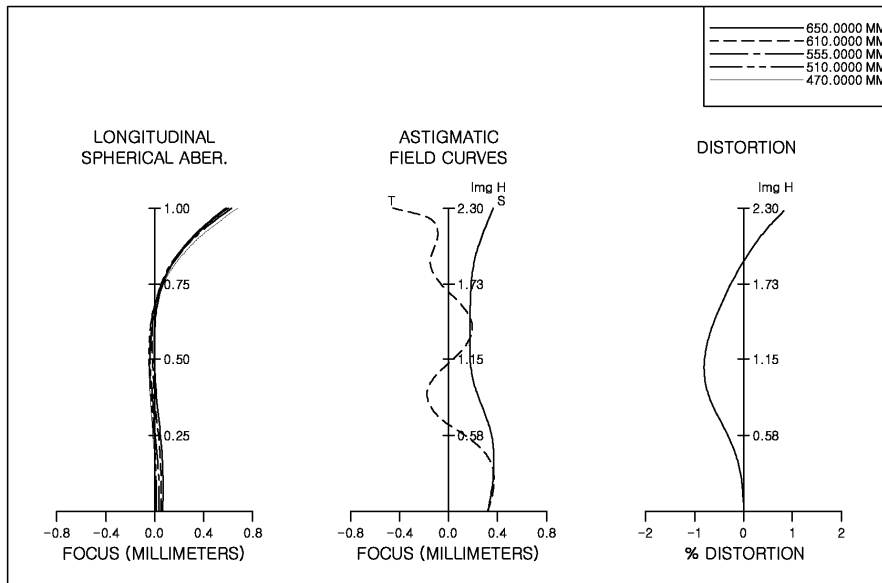 650.0000 MM
610.0000 MM
555.0000 MM
510.0000 MM
470.0000 MM
LONGITUDINAL
SPHERICAL ABER.
1.00
0.75
0.50
0.25
-0.8 -0.4 0.0 0.4 0.8
FOCUS (MILLIMETERS)
ASTIGMATIC
FIELD CURVES
Img H
T S
2.30
1.73
1.15
0.58
-0.8 -0.4 0.0 0.4 0.8
FOCUS (MILLIMETERS)
DISTORTION
Img H
2.30
1.73
1.15
0.58
-2 -1 0 1 2
% DISTORTION